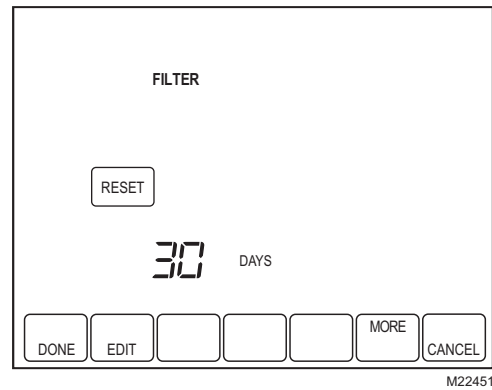 FILTER
RESET
30 DAYS
MORE
DONE EDIT CANCEL
M22451